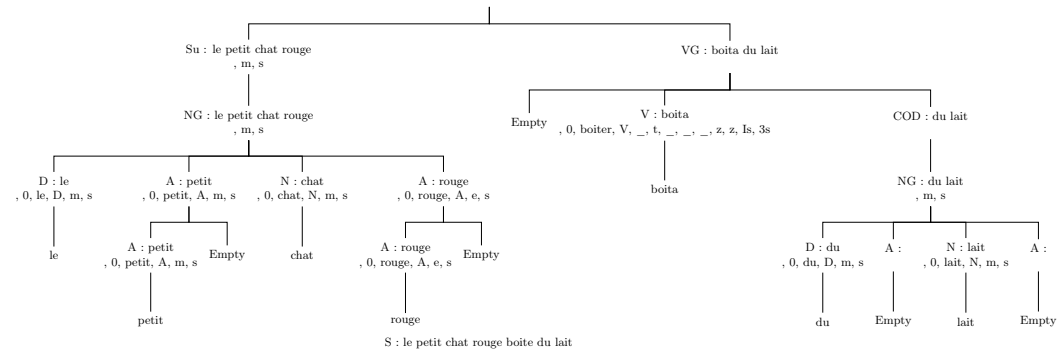 Su : le petit chat rouge
, m, s
VG : boita du lait
NG : le petit chat rouge
, m, s
Empty
V : boita
, 0, boiter, V, _, t, _, _, _, z, z, Is, 3s
COD : du lait
D : le
, 0, le, D, m, s
A : petit
, 0, petit, A, m, s
N : chat
, 0, chat, N, m, s
A : rouge
, 0, rouge, A, e, s
boita
NG : du lait
, m, s
le
A : petit
, 0, petit, A, m, s
Empty
chat
A : rouge
, 0, rouge, A, e, s
Empty
D : du
, 0, du, D, m, s
A :
N : lait
, 0, lait, N, m, s
A :
petit
rouge
du
Empty
lait
Empty
S : le petit chat rouge boite du lait